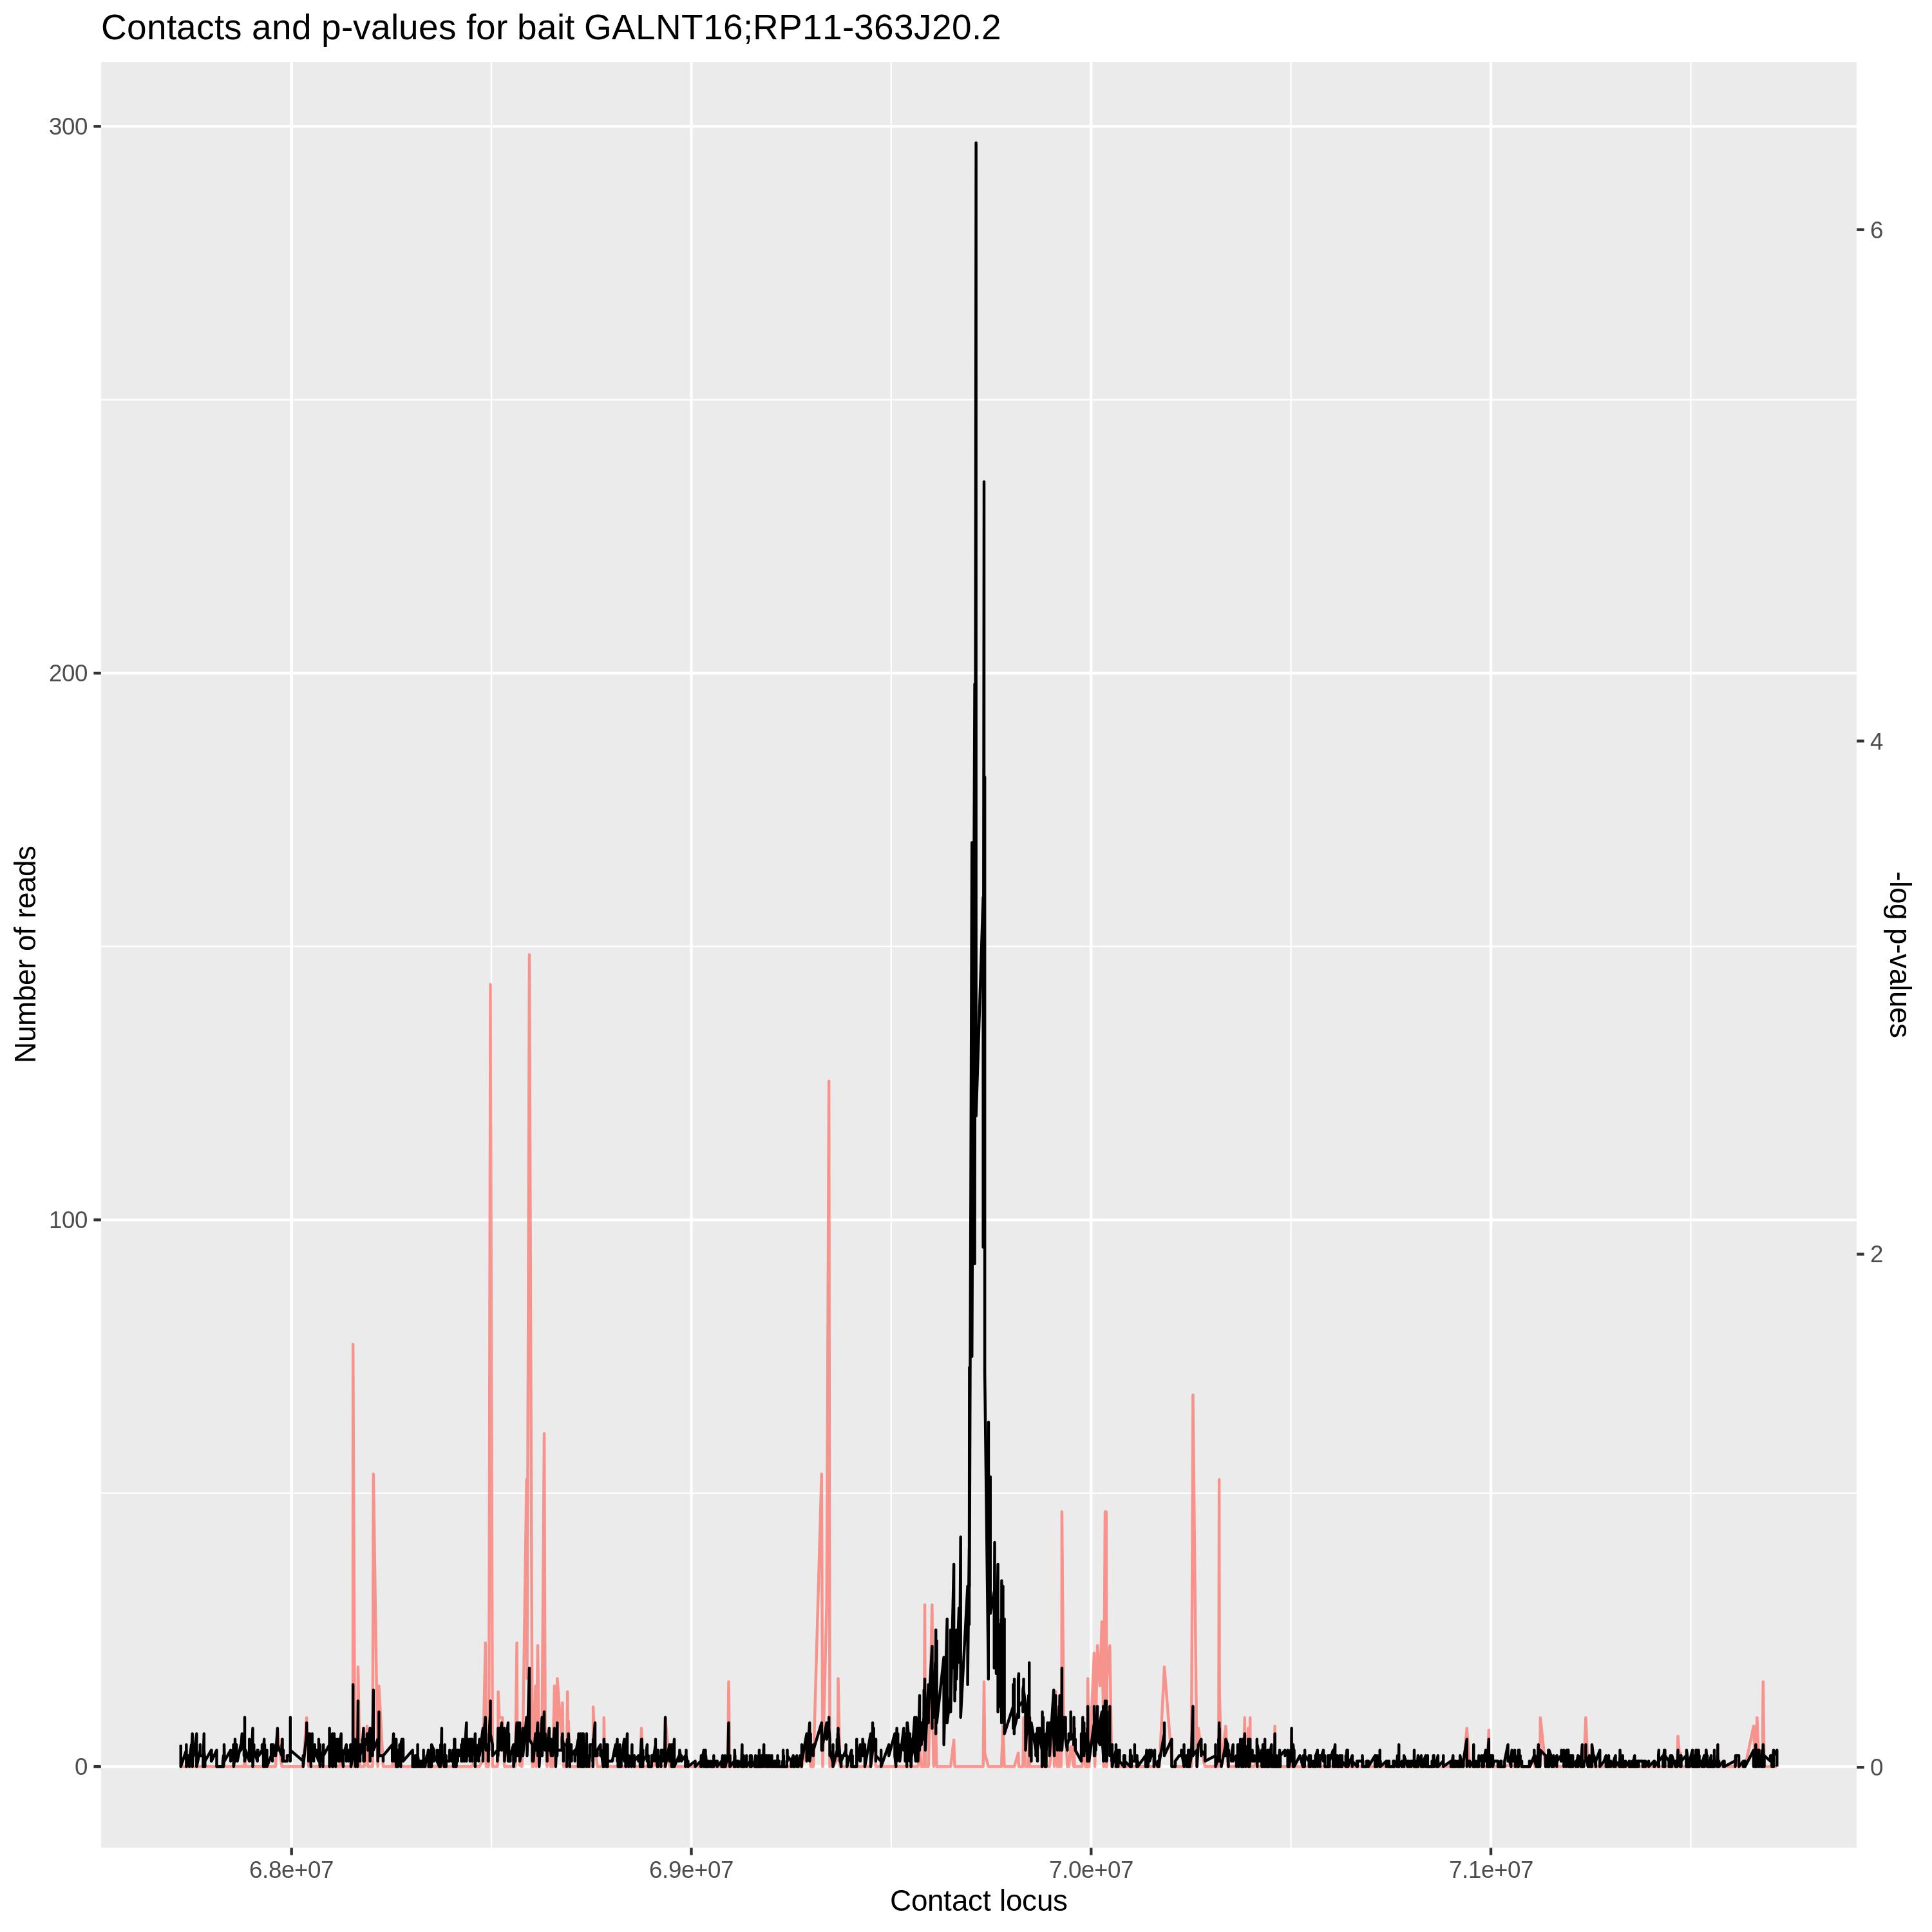 Contacts and p-values for bait GALNT16;RP11-363J20.2
300
200
100
0
Number of reads
6
4
2
0
-log p-values
6.8e+07
6.9e+07
7.0e+07
7.1e+07
Contact locus